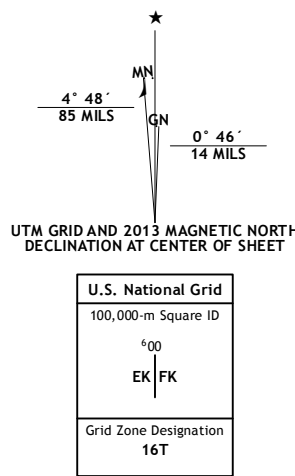 ★
MN
4° 48´
85 MILS
GN
0° 46´
14 MILS
UTM GRID AND 2013 MAGNETIC NORTH
DECLINATION AT CENTER OF SHEET
U.S. National Grid
100,000-m Square ID
⁶00
EK FK
Grid Zone Designation
16T